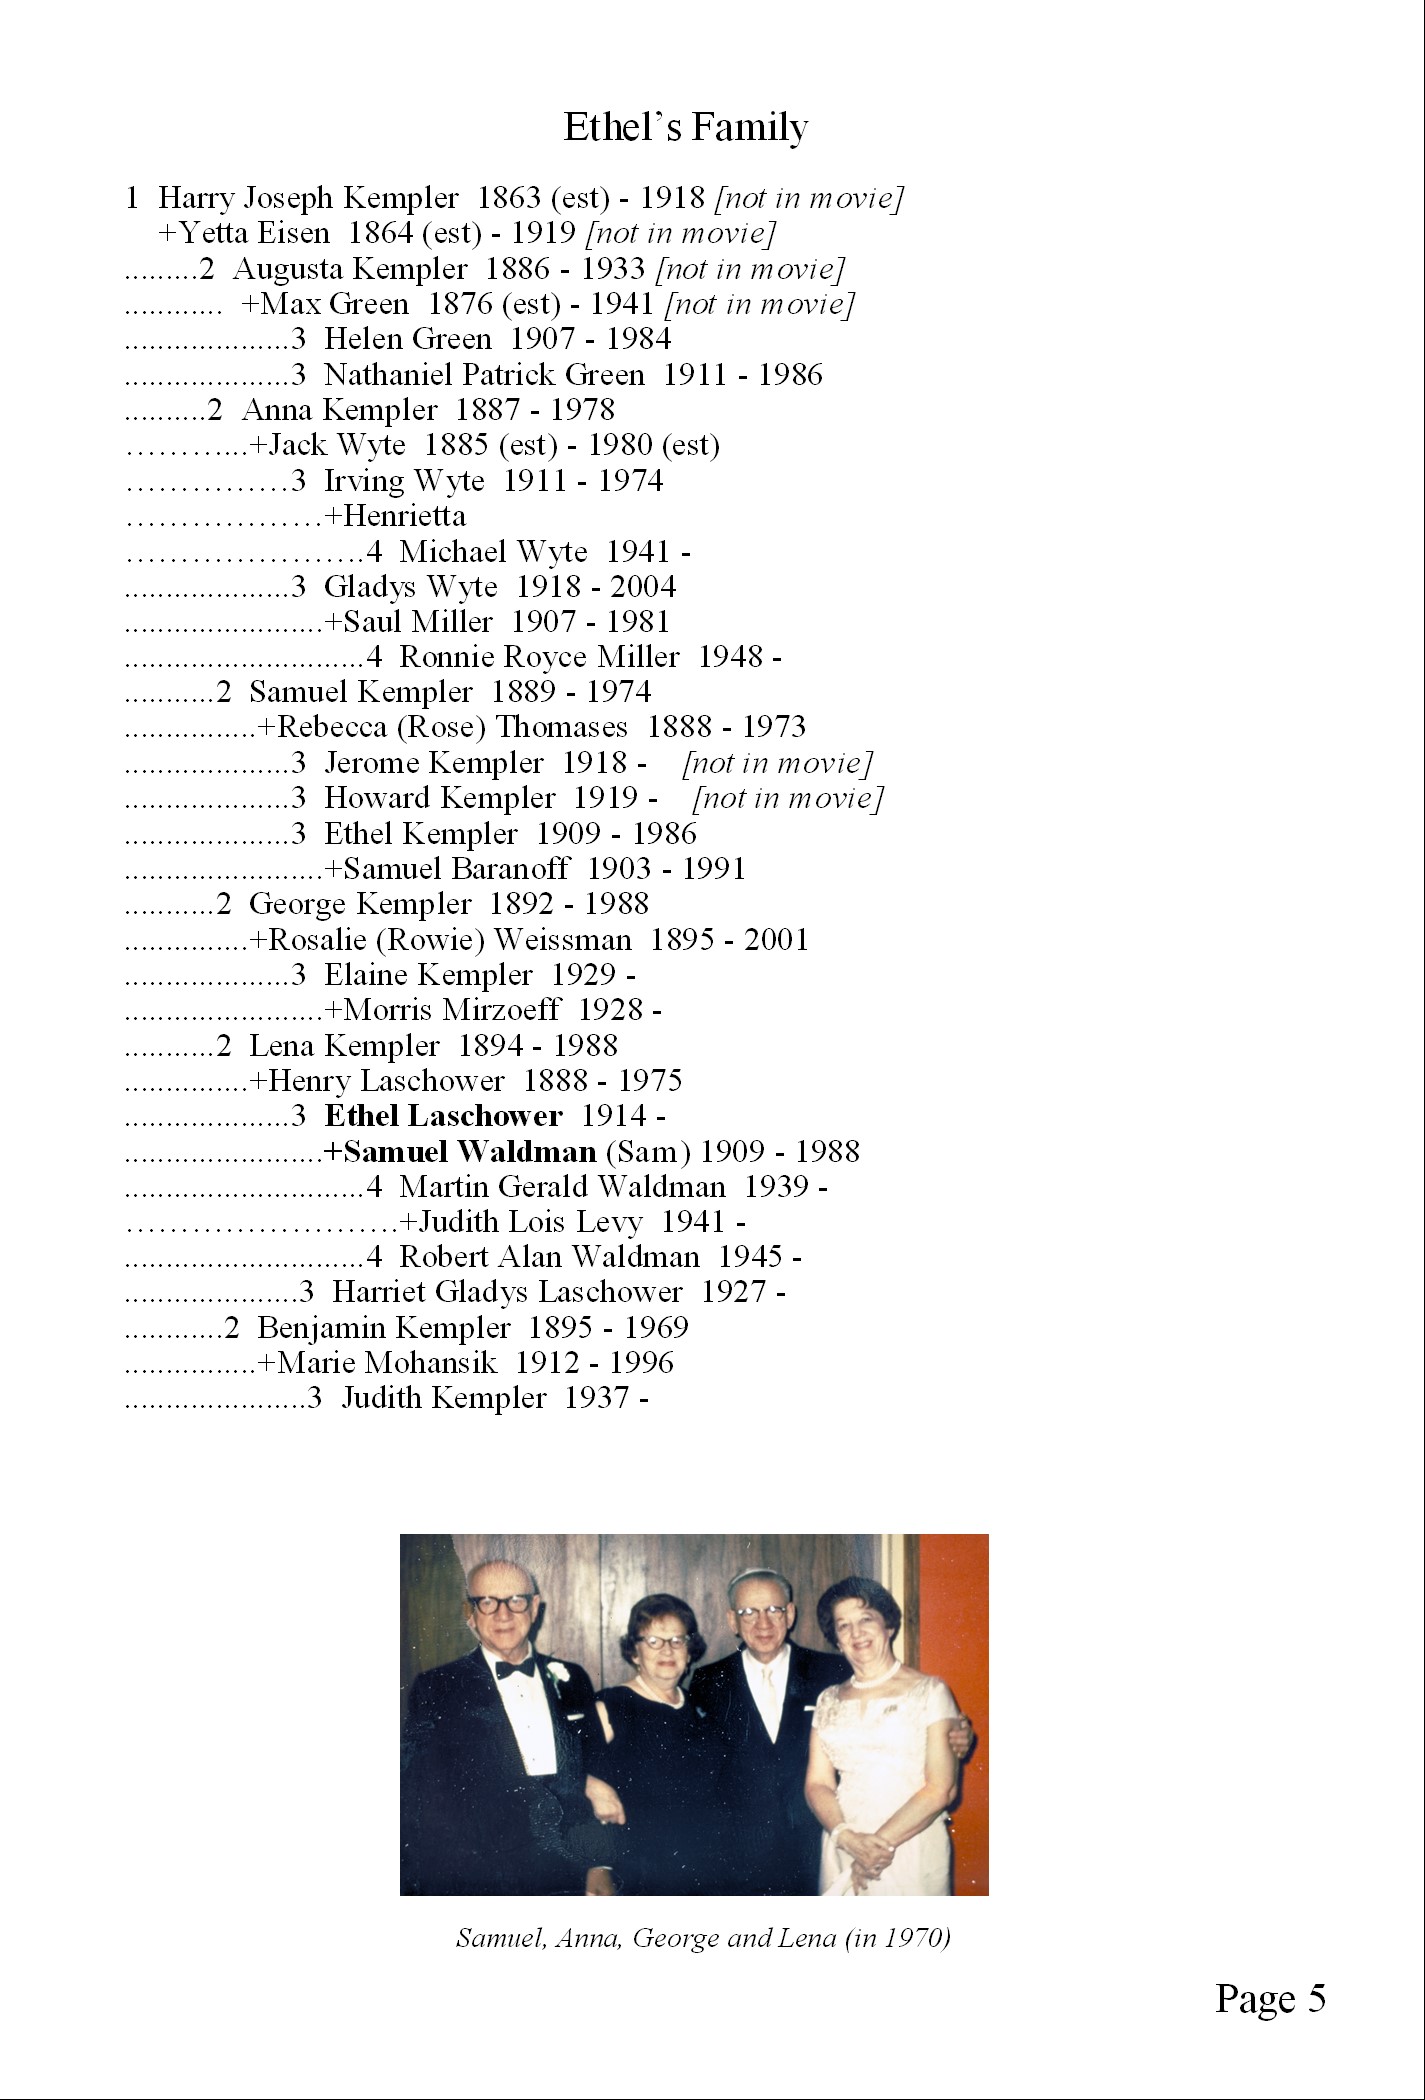 Ethel's Family
1 Harry Joseph Kempler 1863 (est) - 1918 [not in movie]
+Yetta Eisen 1864 (est) - 1919 [not in movie]
.........2 Augusta Kempler 1886 - 1933 [not in movie]
............ +Max Green 1876 (est) - 1941 [not in movie]
....................3 Helen Green 1907 - 1984
....................3 Nathaniel Patrick Green 1911 - 1986
..........2 Anna Kempler 1887 - 1978
…………...+Jack Wyte 1885 (est) - 1980 (est)
……………3 Irving Wyte 1911 - 1974
………………+Henrietta
………………….4 Michael Wyte 1941 -
....................3 Gladys Wyte 1918 - 2004
........................+Saul Miller 1907 - 1981
.............................4 Ronnie Royce Miller 1948 -
...........2 Samuel Kempler 1889 - 1974
................+Rebecca (Rose) Thomases 1888 - 1973
....................3 Jerome Kempler 1918 - [not in movie]
....................3 Howard Kempler 1919 - [not in movie]
....................3 Ethel Kempler 1909 - 1986
........................+Samuel Baranoff 1903 - 1991
...........2 George Kempler 1892 - 1988
...............+Rosalie (Rowie) Weissman 1895 - 2001
....................3 Elaine Kempler 1929 -
........................+Morris Mirzoeff 1928 -
...........2 Lena Kempler 1894 - 1988
...............+Henry Laschower 1888 - 1975
....................3 Ethel Laschower 1914 -
........................+Samuel Waldman (Sam) 1909 - 1988
.............................4 Martin Gerald Waldman 1939 -
……………………+Judith Lois Levy 1941 -
.............................4 Robert Alan Waldman 1945 -
.....................3 Harriet Gladys Laschower 1927 -
............2 Benjamin Kempler 1895 - 1969
................+Marie Mohansik 1912 - 1996
......................3 Judith Kempler 1937 -
Samuel, Anna, George and Lena (in 1970)
Page 5